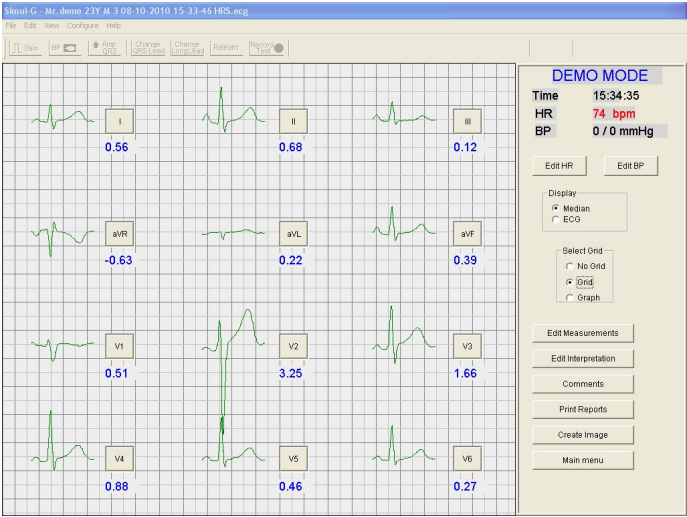 Simul-G - Mr.demo 23Y M 3 08-10-2010 15-33-46 HRS.ecg
File Edit View Configure Help
Gain BP Amp QRS Change QRS Lead Change Long Lead Relearn Record Test
I II III
0.56 0.68 0.12
aVR aVL aVF
-0.63 0.22 0.39
V1 V2 V3
0.51 3.25 1.66
V4 V5 V6
0.88 0.46 0.27
DEMO MODE
Time 15:34:35
HR 74 bpm
BP 0 / 0 mmHg
Edit HR Edit BP
Display
Median
ECG
Select Grid
No Grid
Grid
Graph
Edit Measurements
Edit Interpretation
Comments
Print Reports
Create Image
Main menu